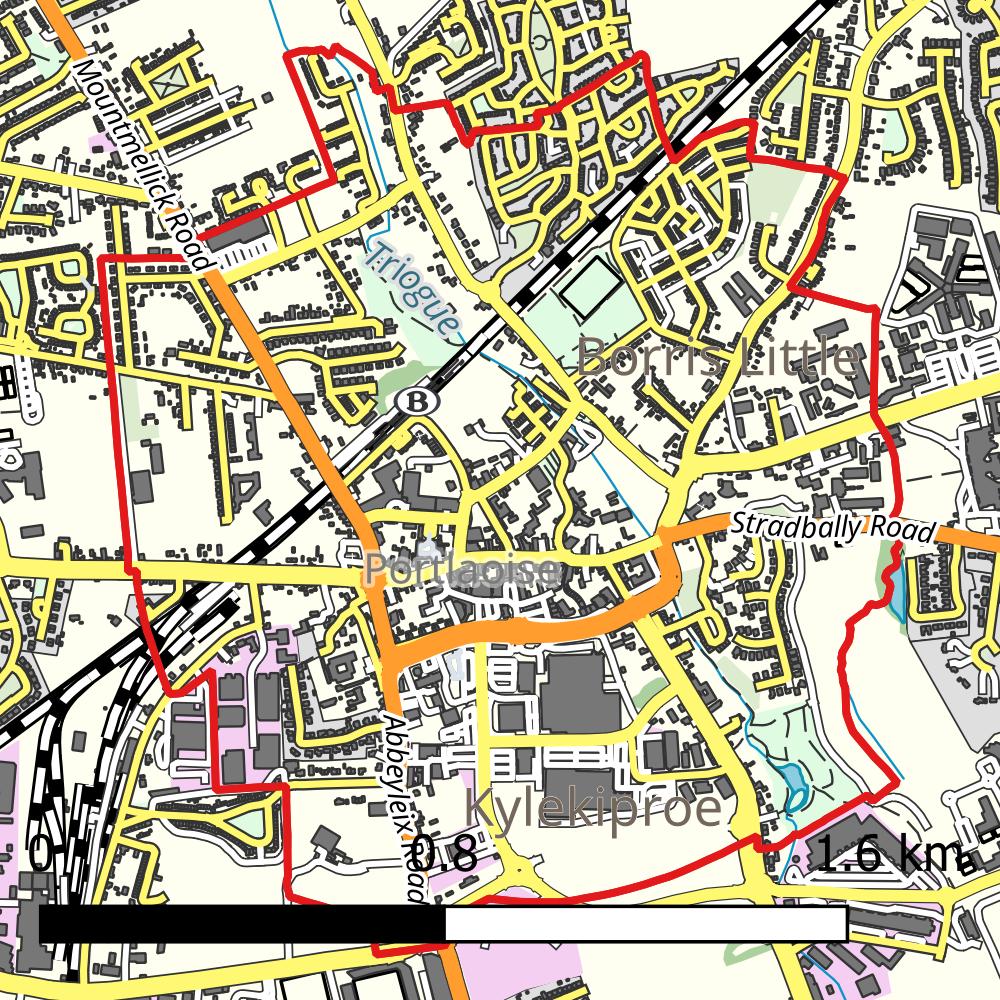 Mountmellick Road
Triogue
Borris Little
B
Stradbally Road
Portlaoise
Abbeyleix Road
Kylekiproe
0
0.8
1.6 km